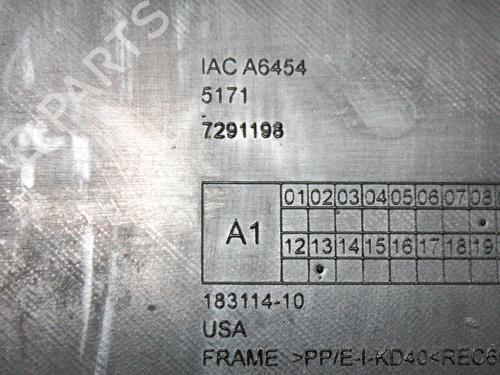 IAC A6454
5171
7291198
01 02 03 04 05 06 07 08
A1
12 13 14 15 16 17 18 19
183114-10
USA
FRAME >PP/E-I-KD40<REC6
PARTS